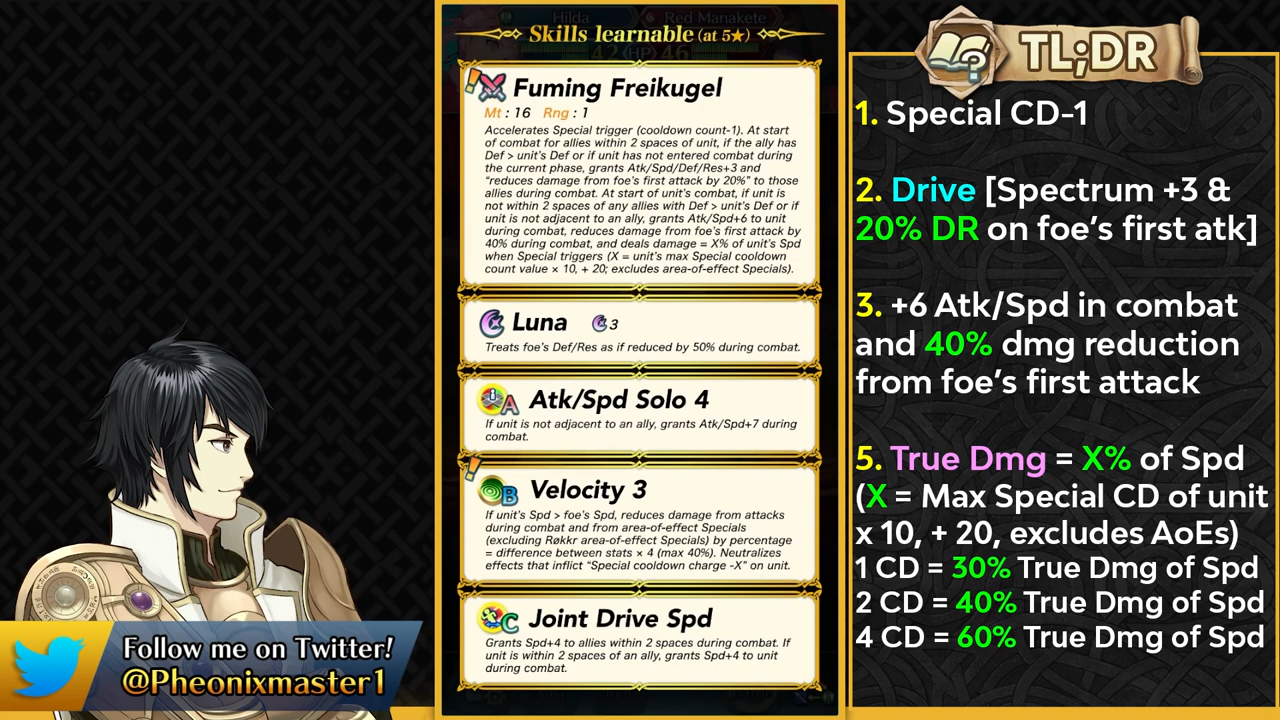 Hilda
Red Manakete
Skills learnable (at 5★)
42 HP 46
Fuming Freikugel
Mt : 16 Rng : 1
Accelerates Special trigger (cooldown count-1). At start
of combat for allies within 2 spaces of unit, if the ally has
Def > unit's Def or if unit has not entered combat during
the current phase, grants Atk/Spd/Def/Res+3 and
"reduces damage from foe's first attack by 20%" to those
allies during combat. At start of unit's combat, if unit is
not within 2 spaces of any allies with Def > unit's Def or if
unit is not adjacent to an ally, grants Atk/Spd+6 to unit
during combat, reduces damage from foe's first attack by
40% during combat, and deals damage = X% of unit's Spd
when Special triggers (X = unit's max Special cooldown
count value × 10, + 20; excludes area-of-effect Specials).
Luna 3
Treats foe's Def/Res as if reduced by 50% during combat.
A Atk/Spd Solo 4
If unit is not adjacent to an ally, grants Atk/Spd+7 during
combat.
B Velocity 3
If unit's Spd > foe's Spd, reduces damage from attacks
during combat and from area-of-effect Specials
(excluding Røkkr area-of-effect Specials) by percentage
= difference between stats × 4 (max 40%). Neutralizes
effects that inflict "Special cooldown charge -X" on unit.
C Joint Drive Spd
Grants Spd+4 to allies within 2 spaces during combat. If
unit is within 2 spaces of an ally, grants Spd+4 to unit
during combat.
TL;DR
1. Special CD-1
2. Drive [Spectrum +3 &
20% DR on foe's first atk]
3. +6 Atk/Spd in combat
and 40% dmg reduction
from foe's first attack
5. True Dmg = X% of Spd
(X = Max Special CD of unit
x 10, + 20, excludes AoEs)
1 CD = 30% True Dmg of Spd
2 CD = 40% True Dmg of Spd
4 CD = 60% True Dmg of Spd
Follow me on Twitter!
@Pheonixmaster1